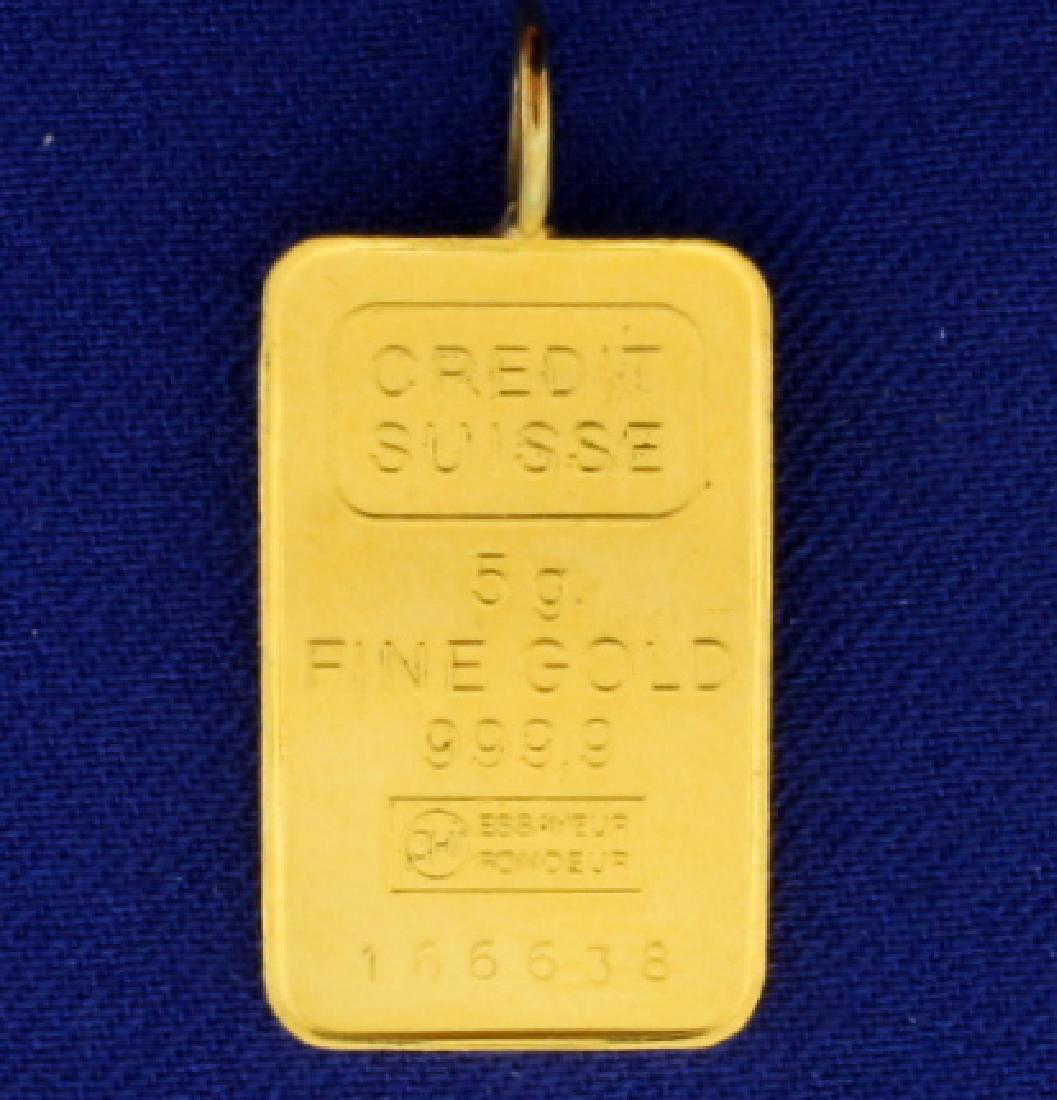 CREDIT
SUISSE
5 g.
FINE GOLD
999,9
ESSAYEUR
FONDEUR
166638